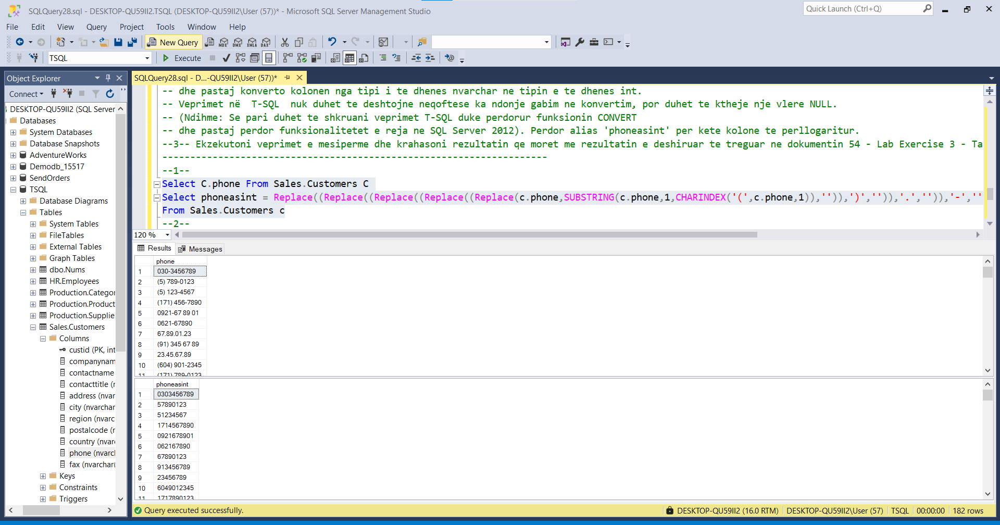 SQLQuery28.sql - DESKTOP-QU59II2.TSQL (DESKTOP-QU59II2\User (57))* - Microsoft SQL Server Management Studio
Quick Launch (Ctrl+Q)
File Edit View Query Project Tools Window Help
New Query
MDX DMX XMLA DAX
TSQL
Execute
Object Explorer
Connect
DESKTOP-QU59II2 (SQL Server
Databases
System Databases
Database Snapshots
AdventureWorks
Demodb_15517
SendOrders
TSQL
Database Diagrams
Tables
System Tables
FileTables
External Tables
Graph Tables
dbo.Nums
HR.Employees
Production.Categor
Production.Product
Production.Supplie
Sales.Customers
Columns
custid (PK, int
companynam
contactname
contacttitle (r
address (nvar
city (nvarchar
region (nvarc
postalcode (r
country (nvar
phone (nvarcl
fax (nvarchar(
Keys
Constraints
Triggers
SQLQuery28.sql - D...-QU59II2\User (57))*
-- dhe pastaj konverto kolonen nga tipi i te dhenes nvarchar ne tipin e te dhenes int.
-- Veprimet në  T-SQL  nuk duhet te deshtojne neqoftese ka ndonje gabim ne konvertim, por duhet te ktheje nje vlere NULL.
-- (Ndihme: Se pari duhet te shkruani veprimet T-SQL duke perdorur funksionin CONVERT
-- dhe pastaj perdor funksionalitetet e reja ne SQL Server 2012). Perdor alias 'phoneasint' per kete kolone te perllogaritur.
--3-- Ekzekutoni veprimet e mesiperme dhe krahasoni rezultatin qe moret me rezultatin e deshiruar te treguar ne dokumentin 54 - Lab Exercise 3 - Ta
----------------------------------------------------------------------
--1--
Select C.phone From Sales.Customers C
Select phoneasint = Replace((Replace((Replace((Replace((Replace(c.phone,SUBSTRING(c.phone,1,CHARINDEX('(',c.phone,1)),'')),')','')),'.','')),'-',''
From Sales.Customers c
--2--
120 %
Results Messages
phone
1 030-3456789
2 (5) 789-0123
3 (5) 123-4567
4 (171) 456-7890
5 0921-67 89 01
6 0621-67890
7 67.89.01.23
8 (91) 345 67 89
9 23.45.67.89
10 (604) 901-2345
11 (171) 789-0123
phoneasint
1 0303456789
2 57890123
3 51234567
4 1714567890
5 0921678901
6 062167890
7 67890123
8 913456789
9 23456789
10 6049012345
11 1717890123
Query executed successfully.
DESKTOP-QU59II2 (16.0 RTM) DESKTOP-QU59II2\User (57) TSQL 00:00:00 182 rows